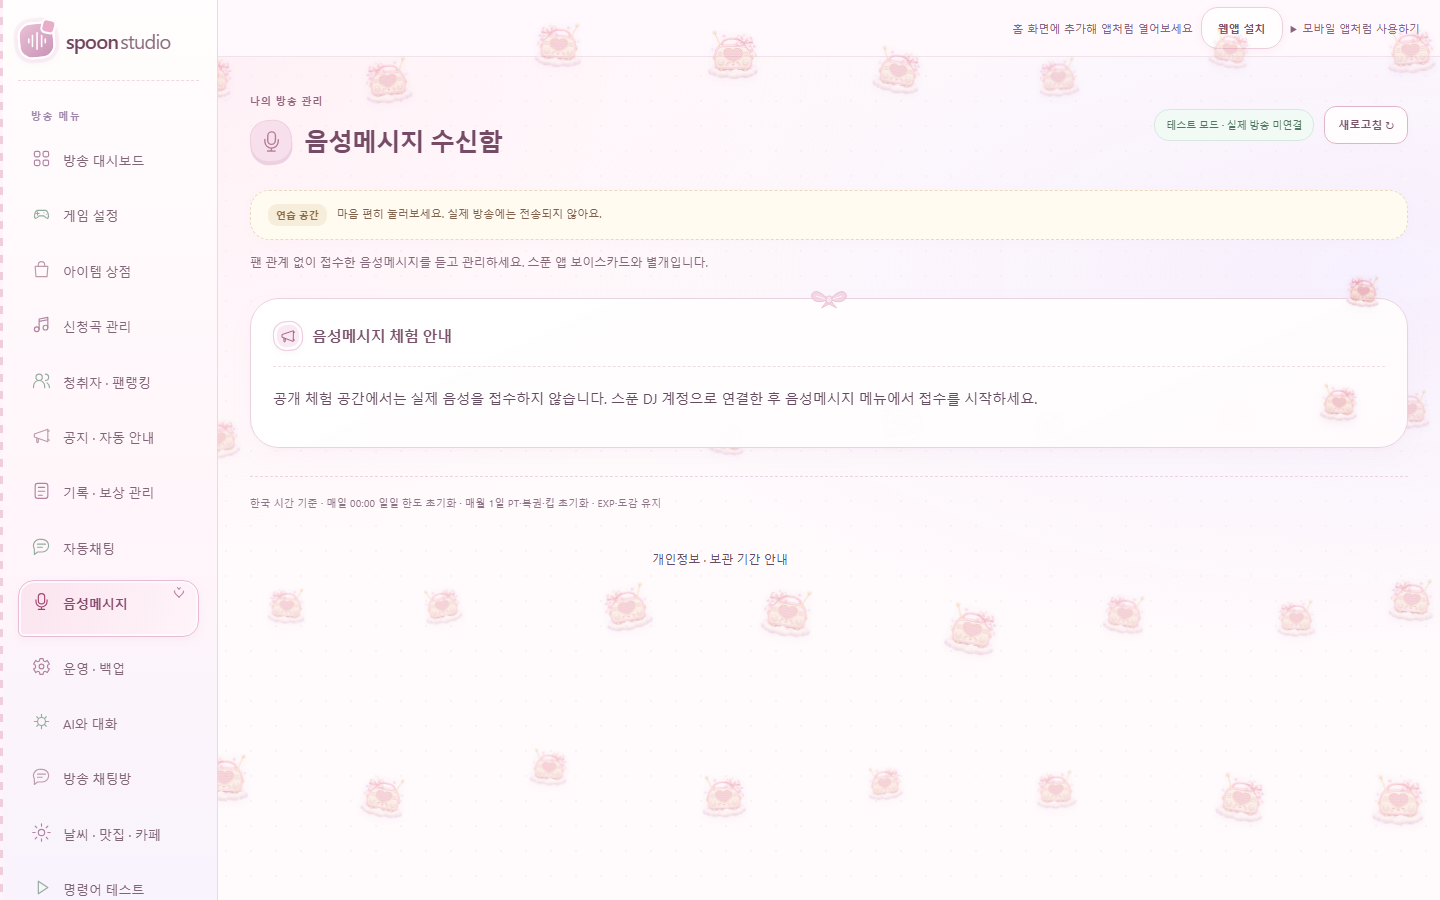 spoonstudio
방송 메뉴
방송 대시보드
게임 설정
아이템 상점
신청곡 관리
청취자 · 팬랭킹
공지 · 자동 안내
기록 · 보상 관리
자동채팅
음성메시지
운영 · 백업
AI와 대화
방송 채팅방
날씨 · 맛집 · 카페
명령어 테스트
홈 화면에 추가해 앱처럼 열어보세요
웹앱 설치
▶ 모바일 앱처럼 사용하기
나의 방송 관리
음성메시지 수신함
테스트 모드 · 실제 방송 미연결
새로고침 ↻
연습 공간
마음 편히 눌러보세요. 실제 방송에는 전송되지 않아요.
팬 관계 없이 접수한 음성메시지를 듣고 관리하세요. 스푼 앱 보이스카드와 별개입니다.
음성메시지 체험 안내
공개 체험 공간에서는 실제 음성을 접수하지 않습니다. 스푼 DJ 계정으로 연결한 후 음성메시지 메뉴에서 접수를 시작하세요.
한국 시간 기준 · 매일 00:00 일일 한도 초기화 · 매월 1일 PT·복권·킵 초기화 · EXP·도감 유지
개인정보 · 보관 기간 안내